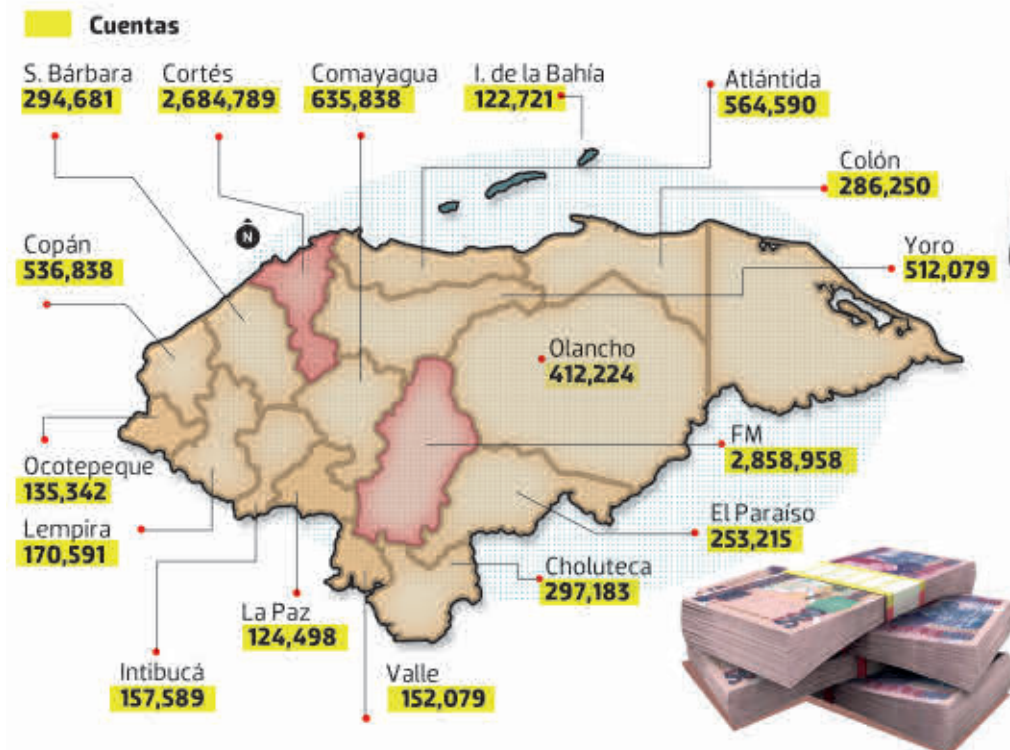 Cuentas
S. Bárbara
294,681
Cortés
2,684,789
Comayagua
635,838
I. de la Bahía
122,721
Atlántida
564,590
Colón
286,250
Copán
536,838
N
Yoro
512,079
Olancho
412,224
FM
2,858,958
Ocotepeque
135,342
El Paraíso
253,215
Lempira
170,591
Choluteca
297,183
La Paz
124,498
Intibucá
157,589
Valle
152,079